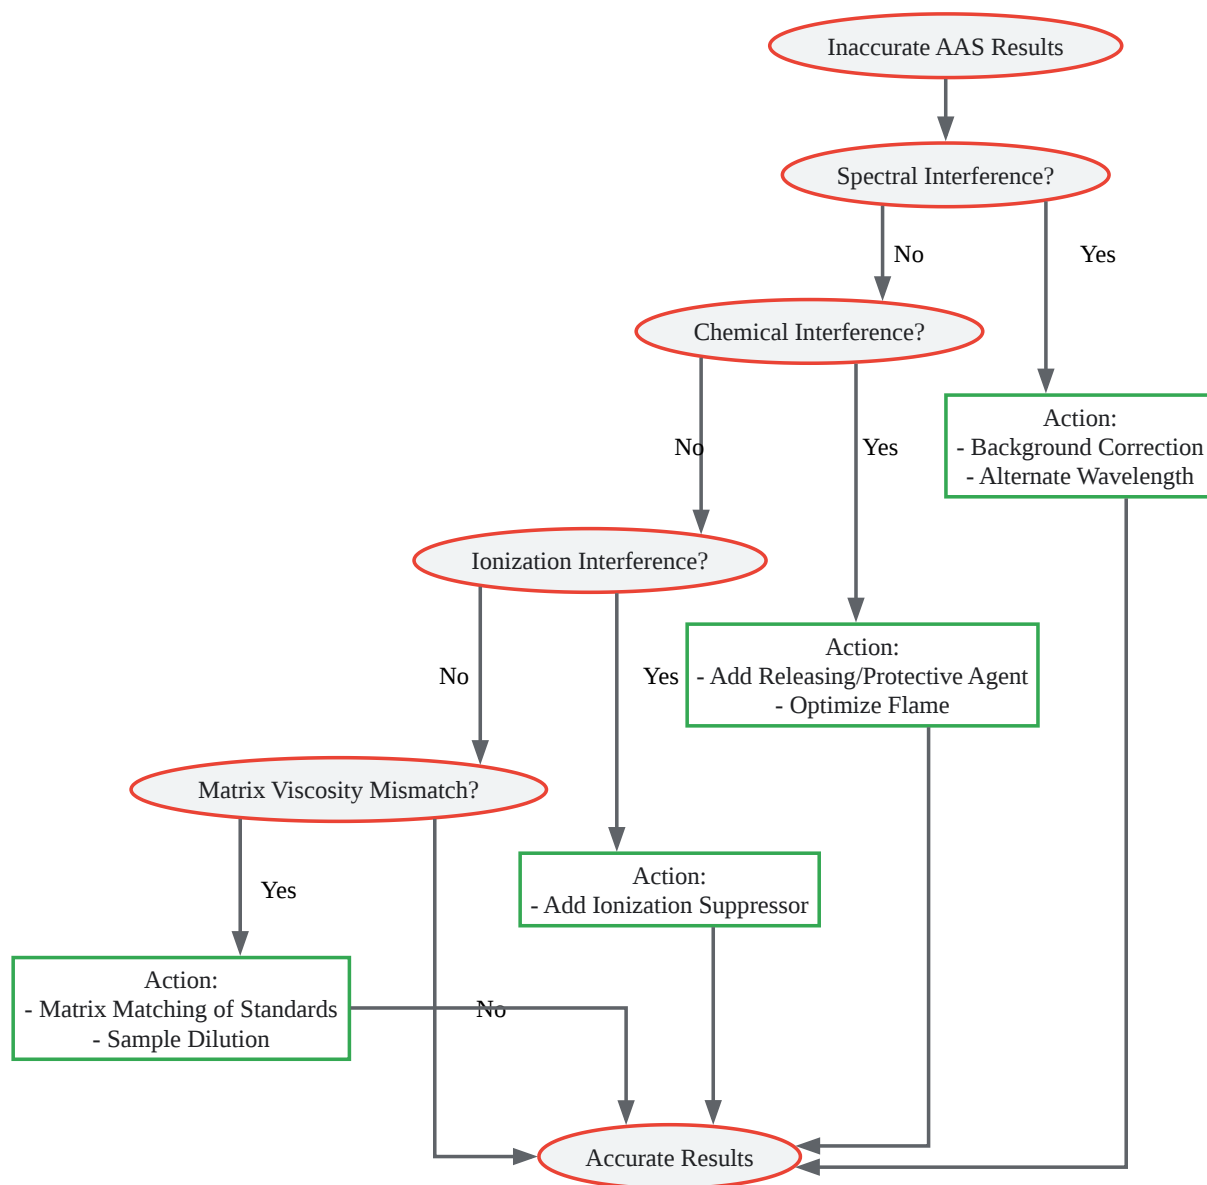 Inaccurate AAS Results
Spectral Interference?
No
Yes
Chemical Interference?
Action:
- Background Correction
- Alternate Wavelength
No
Yes
Ionization Interference?
Action:
- Add Releasing/Protective Agent
- Optimize Flame
No
Yes
Matrix Viscosity Mismatch?
Action:
- Add Ionization Suppressor
Yes
Action:
- Matrix Matching of Standards
- Sample Dilution
No
Accurate Results